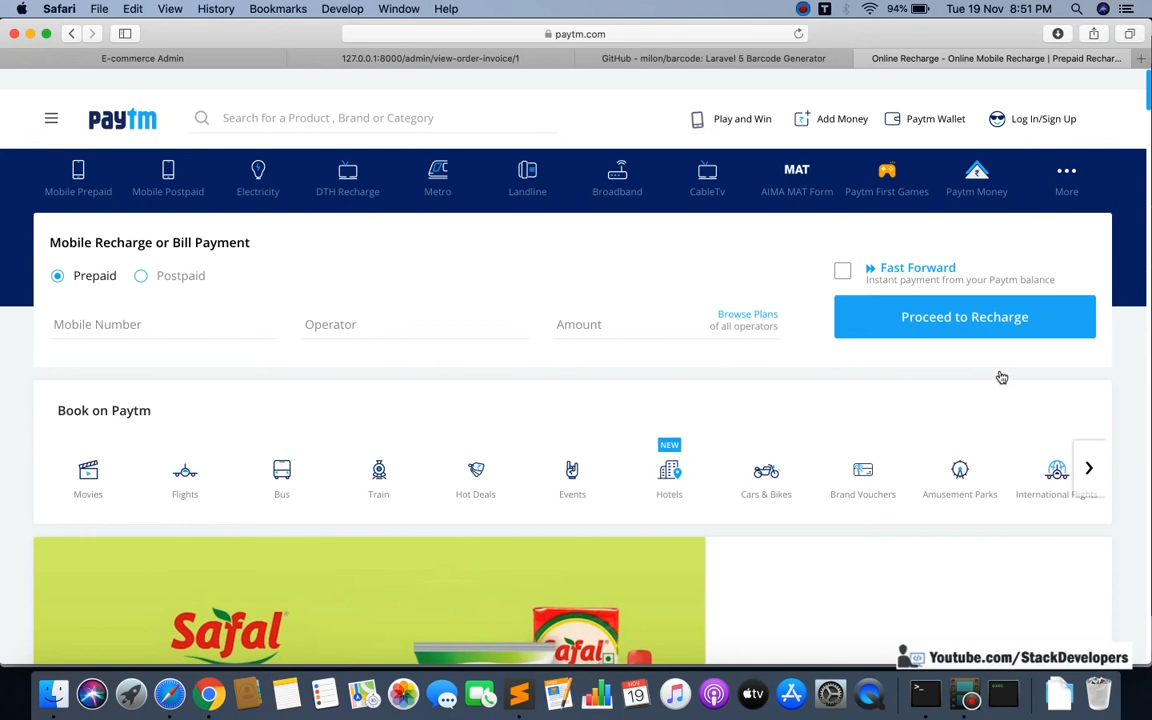 Safari File Edit View History Bookmarks Develop Window Help
T 94% Tue 19 Nov 8:51 PM
paytm.com
E-commerce Admin
127.0.0.1:8000/admin/view-order-invoice/1
GitHub - milon/barcode: Laravel 5 Barcode Generator
Online Recharge - Online Mobile Recharge | Prepaid Rechar...
paytm
Search for a Product , Brand or Category
Play and Win
Add Money
Paytm Wallet
Log In/Sign Up
MAT
Mobile Prepaid
Mobile Postpaid
Electricity
DTH Recharge
Metro
Landline
Broadband
CableTv
AIMA MAT Form
Paytm First Games
Paytm Money
More
Mobile Recharge or Bill Payment
Prepaid
Postpaid
Fast Forward
Instant payment from your Paytm balance
Mobile Number
Operator
Amount
Browse Plans
of all operators
Proceed to Recharge
Book on Paytm
NEW
Movies
Flights
Bus
Train
Hot Deals
Events
Hotels
Cars & Bikes
Brand Vouchers
Amusement Parks
International Flights
Safal
Safal
Youtube.com/StackDevelopers
NOV
19
tv